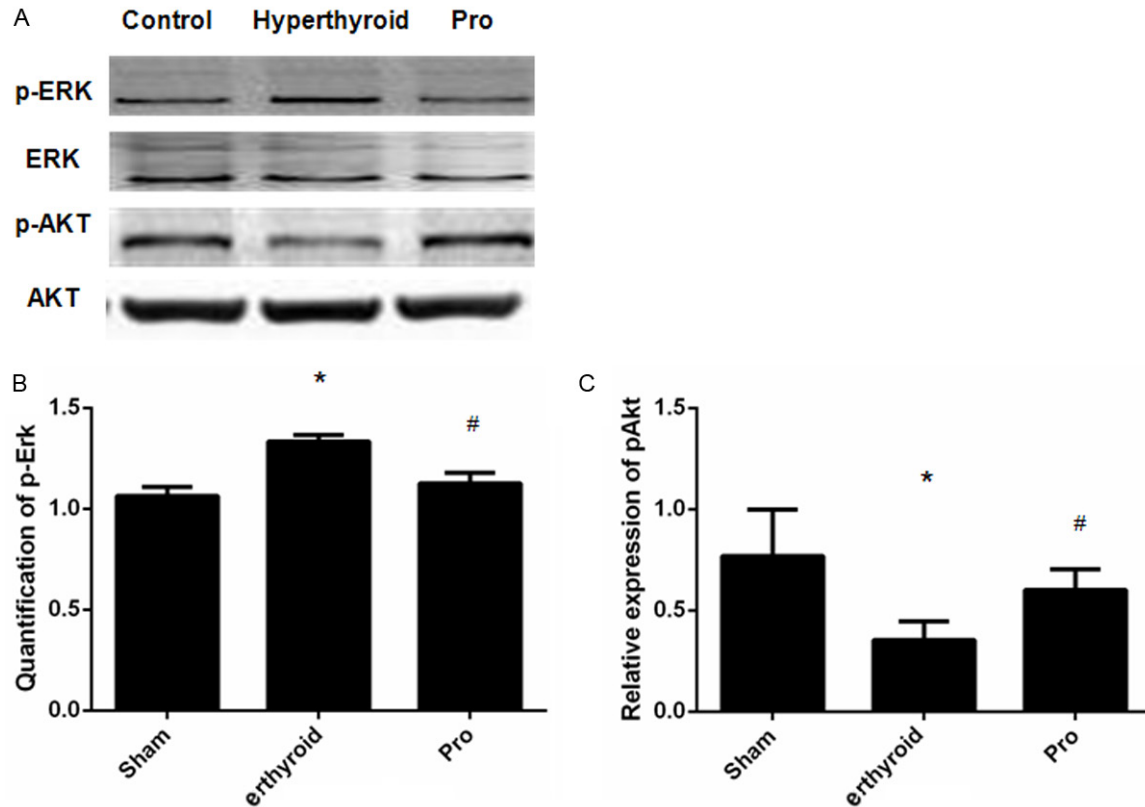 A
Control Hyperthyroid Pro
p-ERK
ERK
p-AKT
AKT
B
Quantification of p-Erk
1.5
1.0
0.5
0.0
*
#
Sham
erthyroid
Pro
C
Relative expression of pAkt
1.5
1.0
0.5
0.0
*
#
Sham
erthyroid
Pro